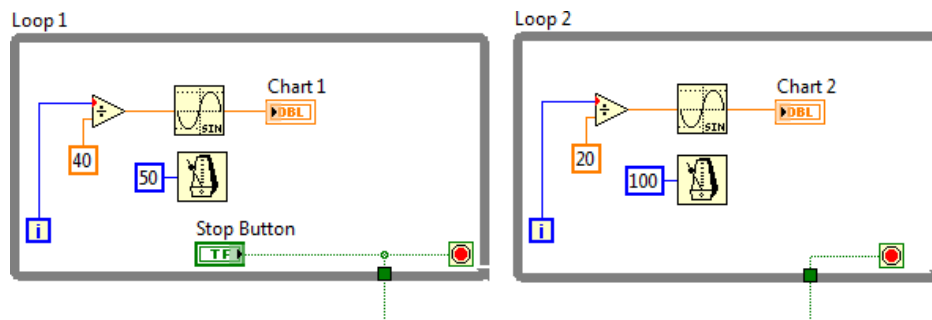 Loop 1
Chart 1
DBL
SIN
40
50
i
Stop Button
TF
Loop 2
Chart 2
DBL
SIN
20
100
i